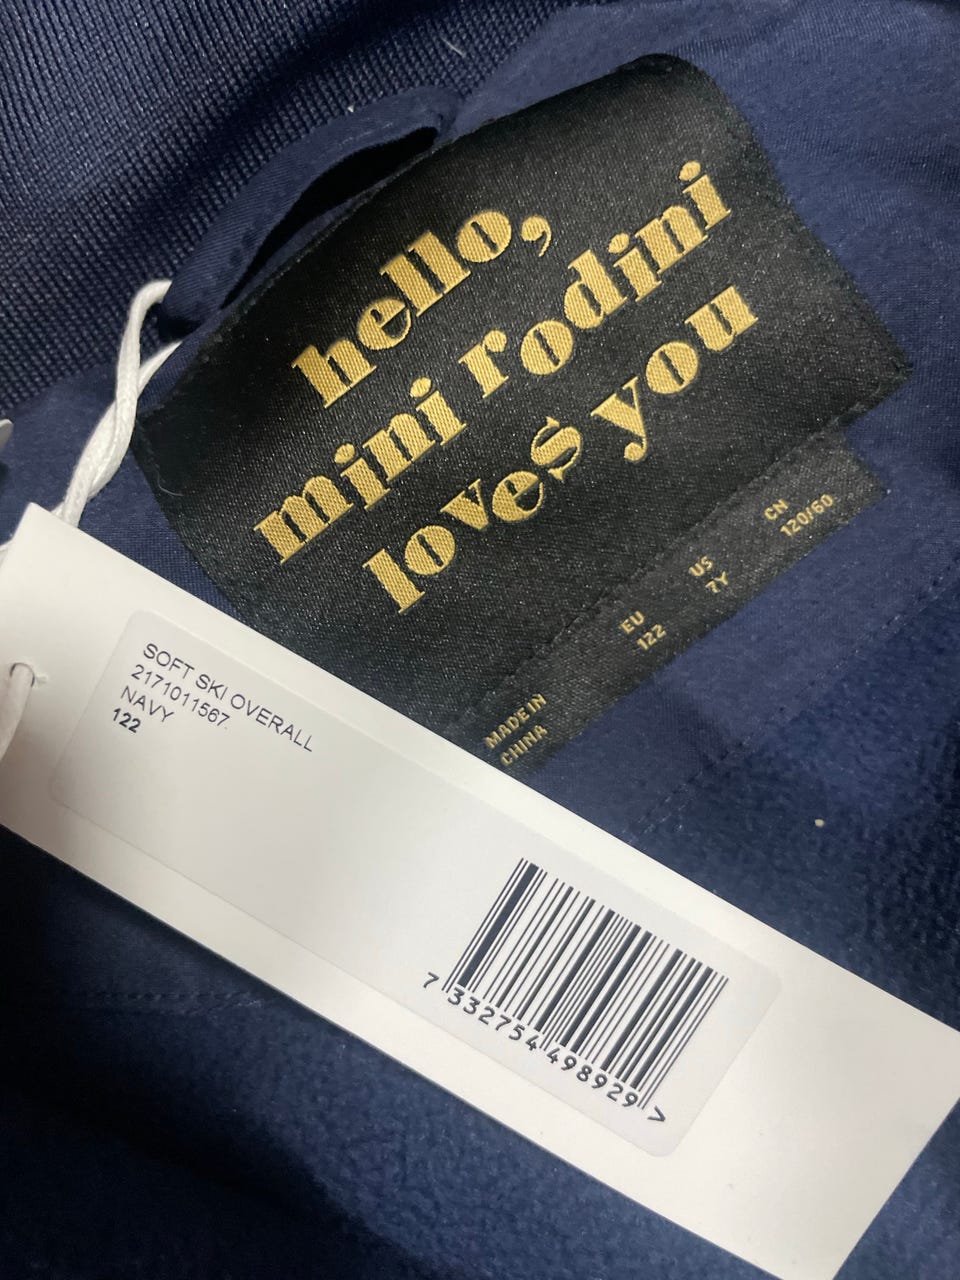 hello,
mini rodini
loves you
MADE IN
CHINA
EU
122
US
7Y
CN
120/60
SOFT SKI OVERALL
2171011567
NAVY
122
7 332754 498929 >